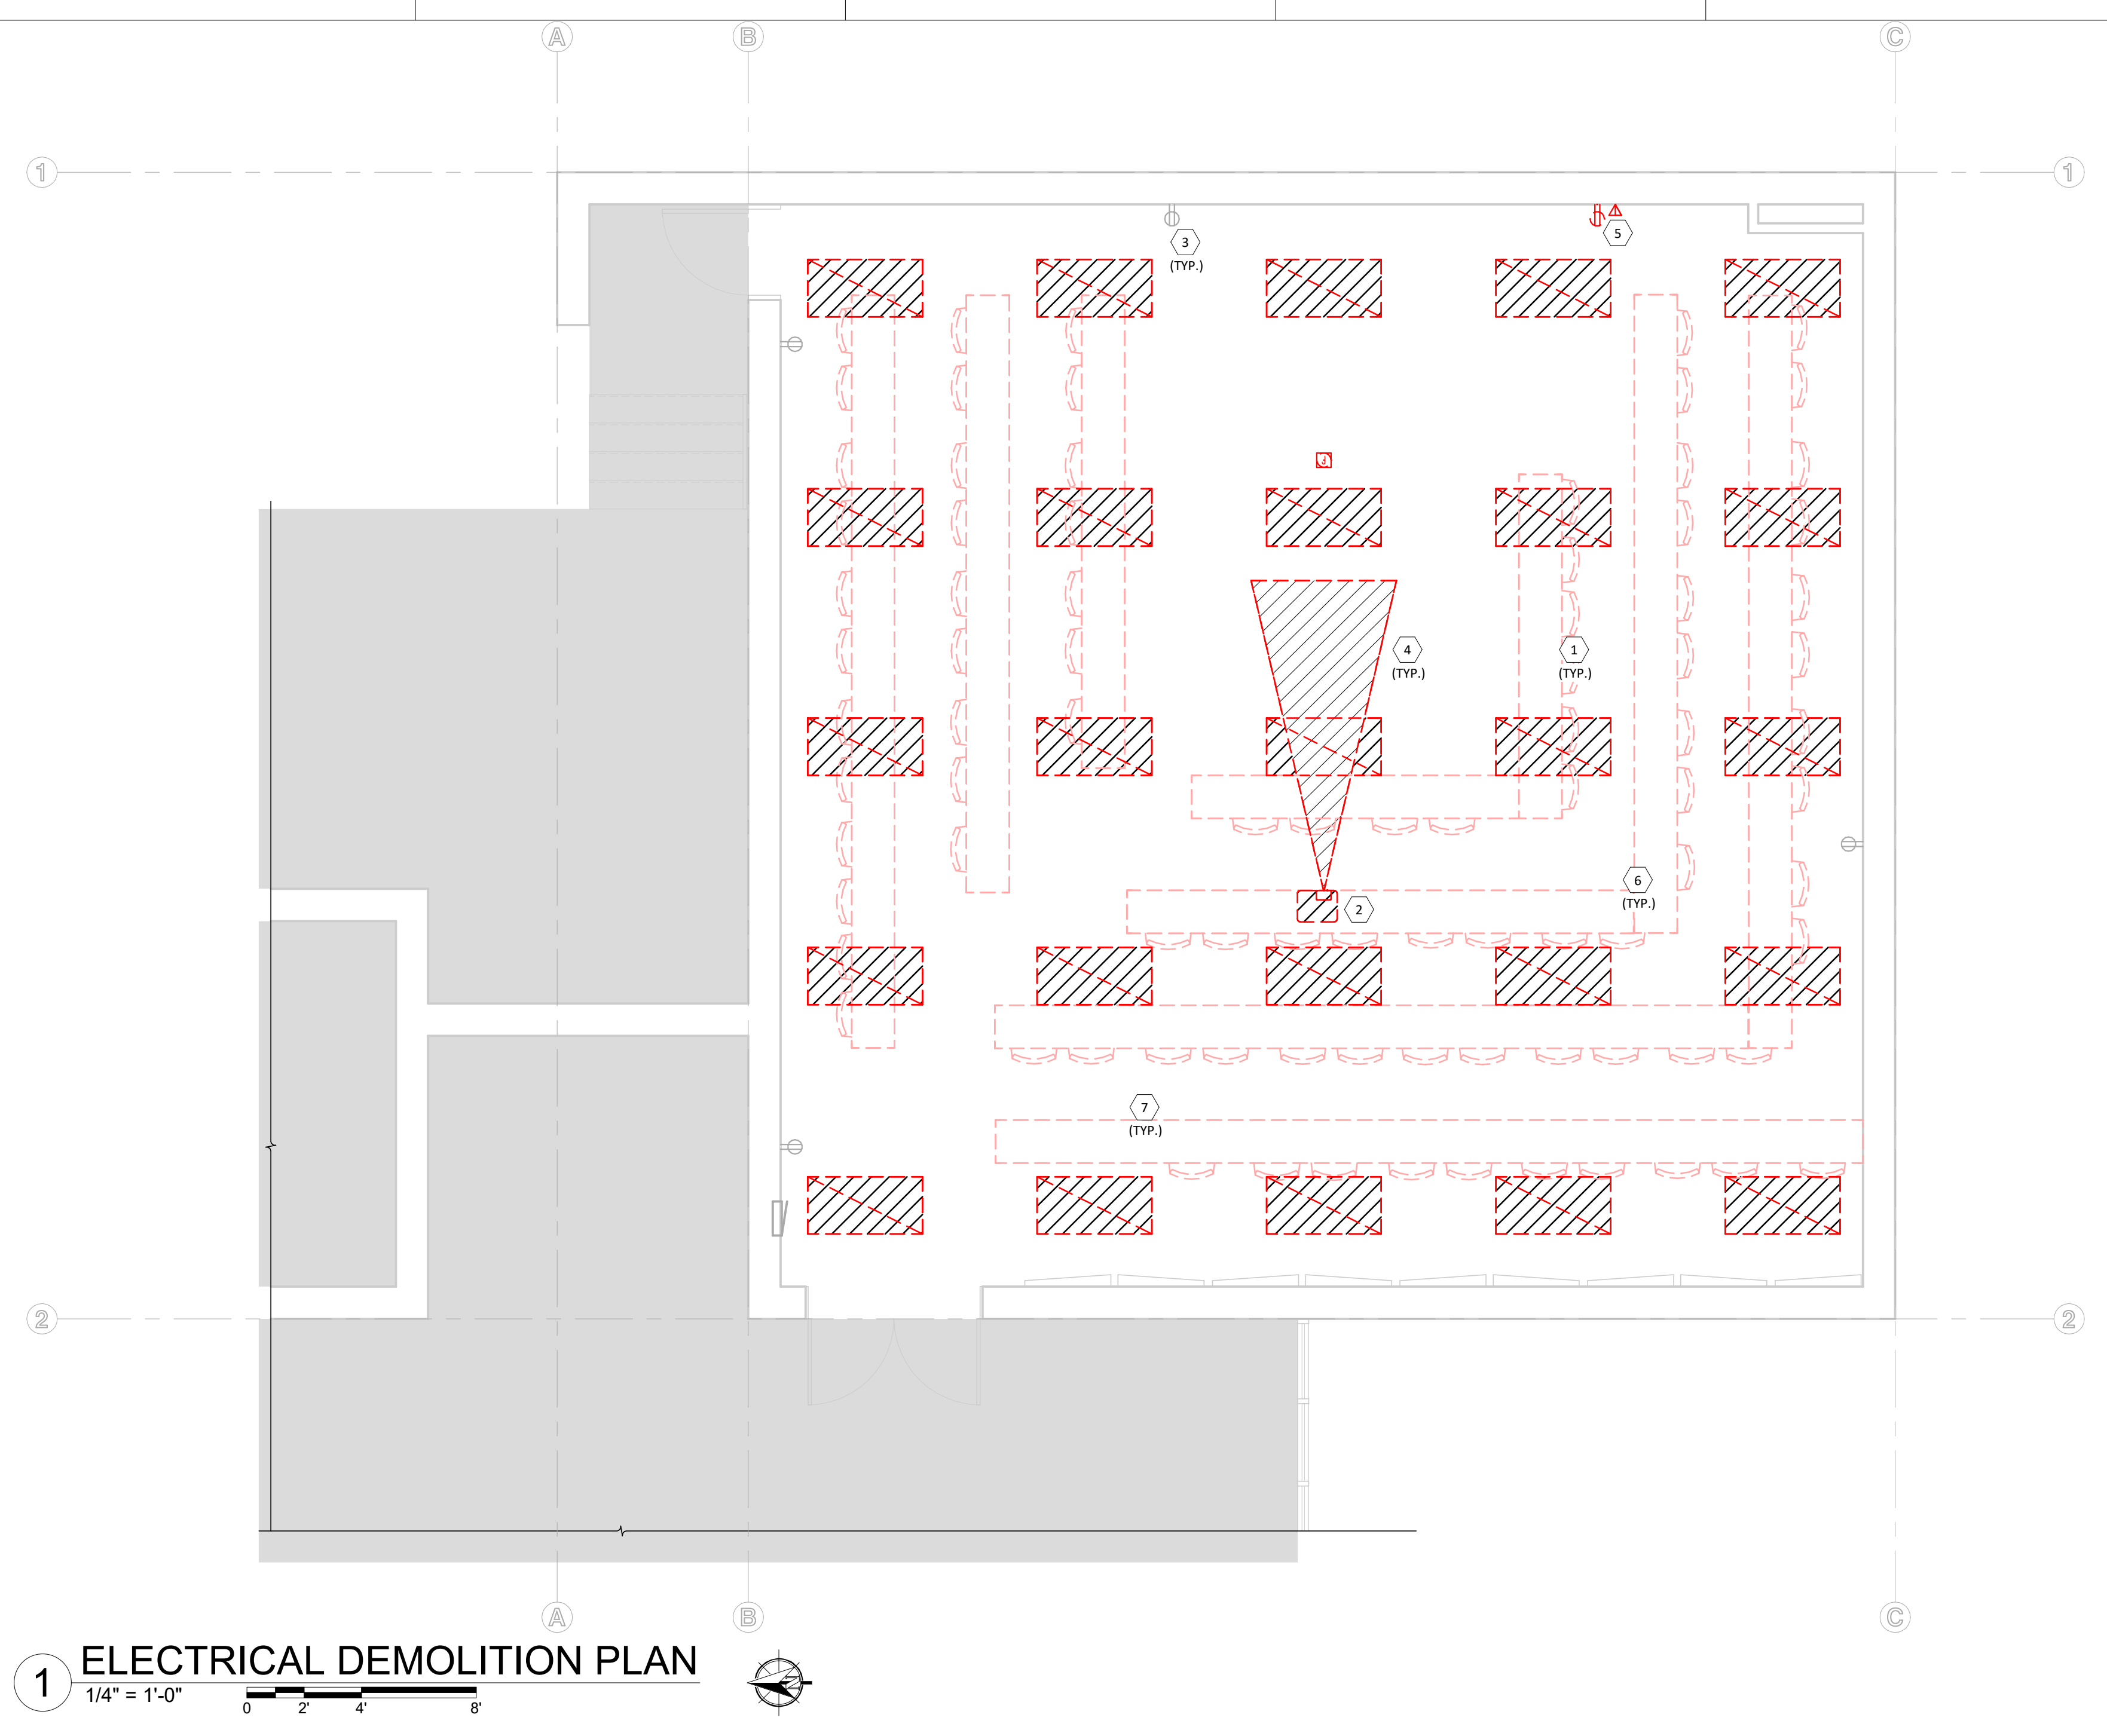 A B C
1 1
3
(TYP.)
5
J
4
(TYP.)
1
(TYP.)
6
(TYP.)
2
7
(TYP.)
2 2
A B C
1 ELECTRICAL DEMOLITION PLAN
1/4" = 1'-0"
0 2' 4' 8'
N